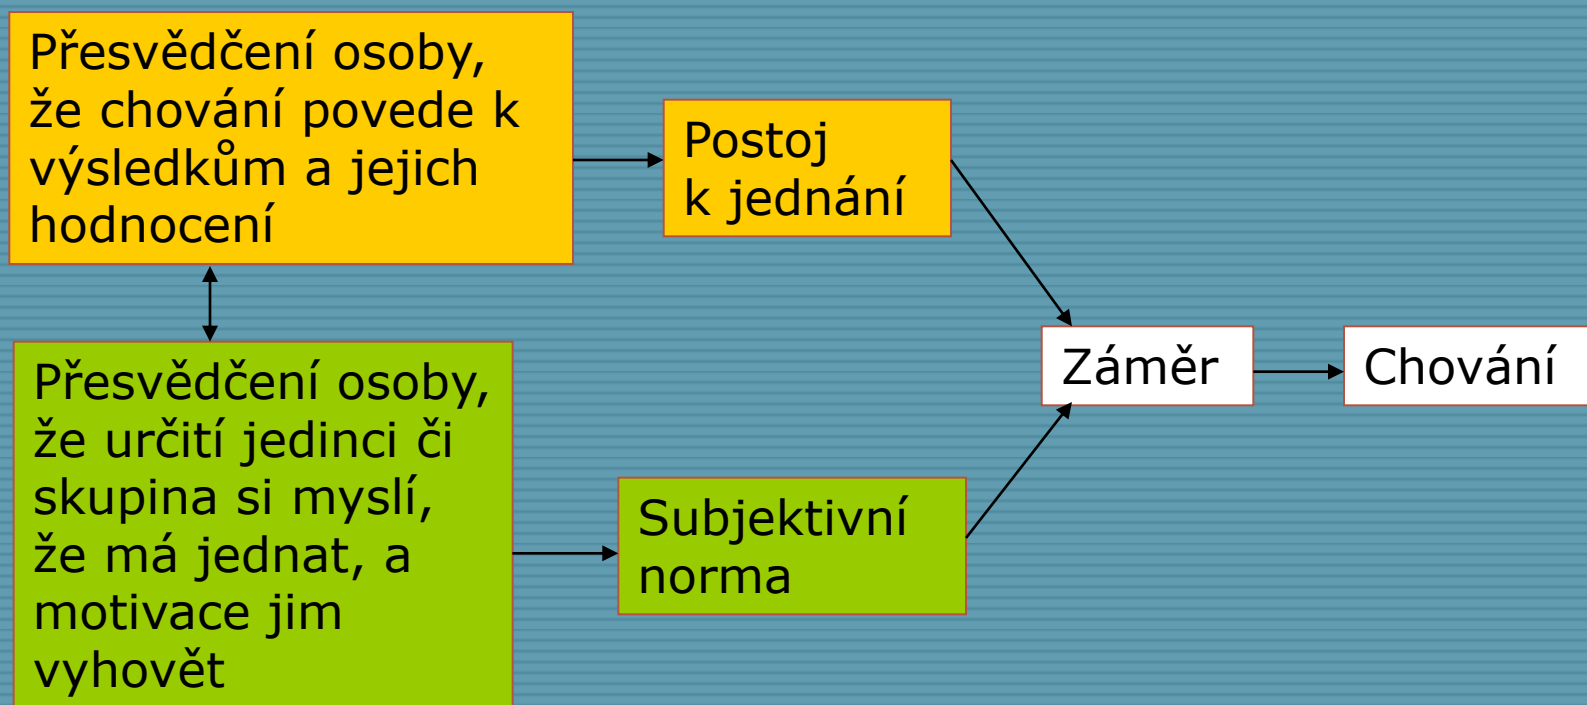 Přesvědčení osoby,
že chování povede k
výsledkům a jejich
hodnocení
Postoj
k jednání
Přesvědčení osoby,
že určití jedinci či
skupina si myslí,
že má jednat, a
motivace jim
vyhovět
Subjektivní
norma
Záměr
Chování